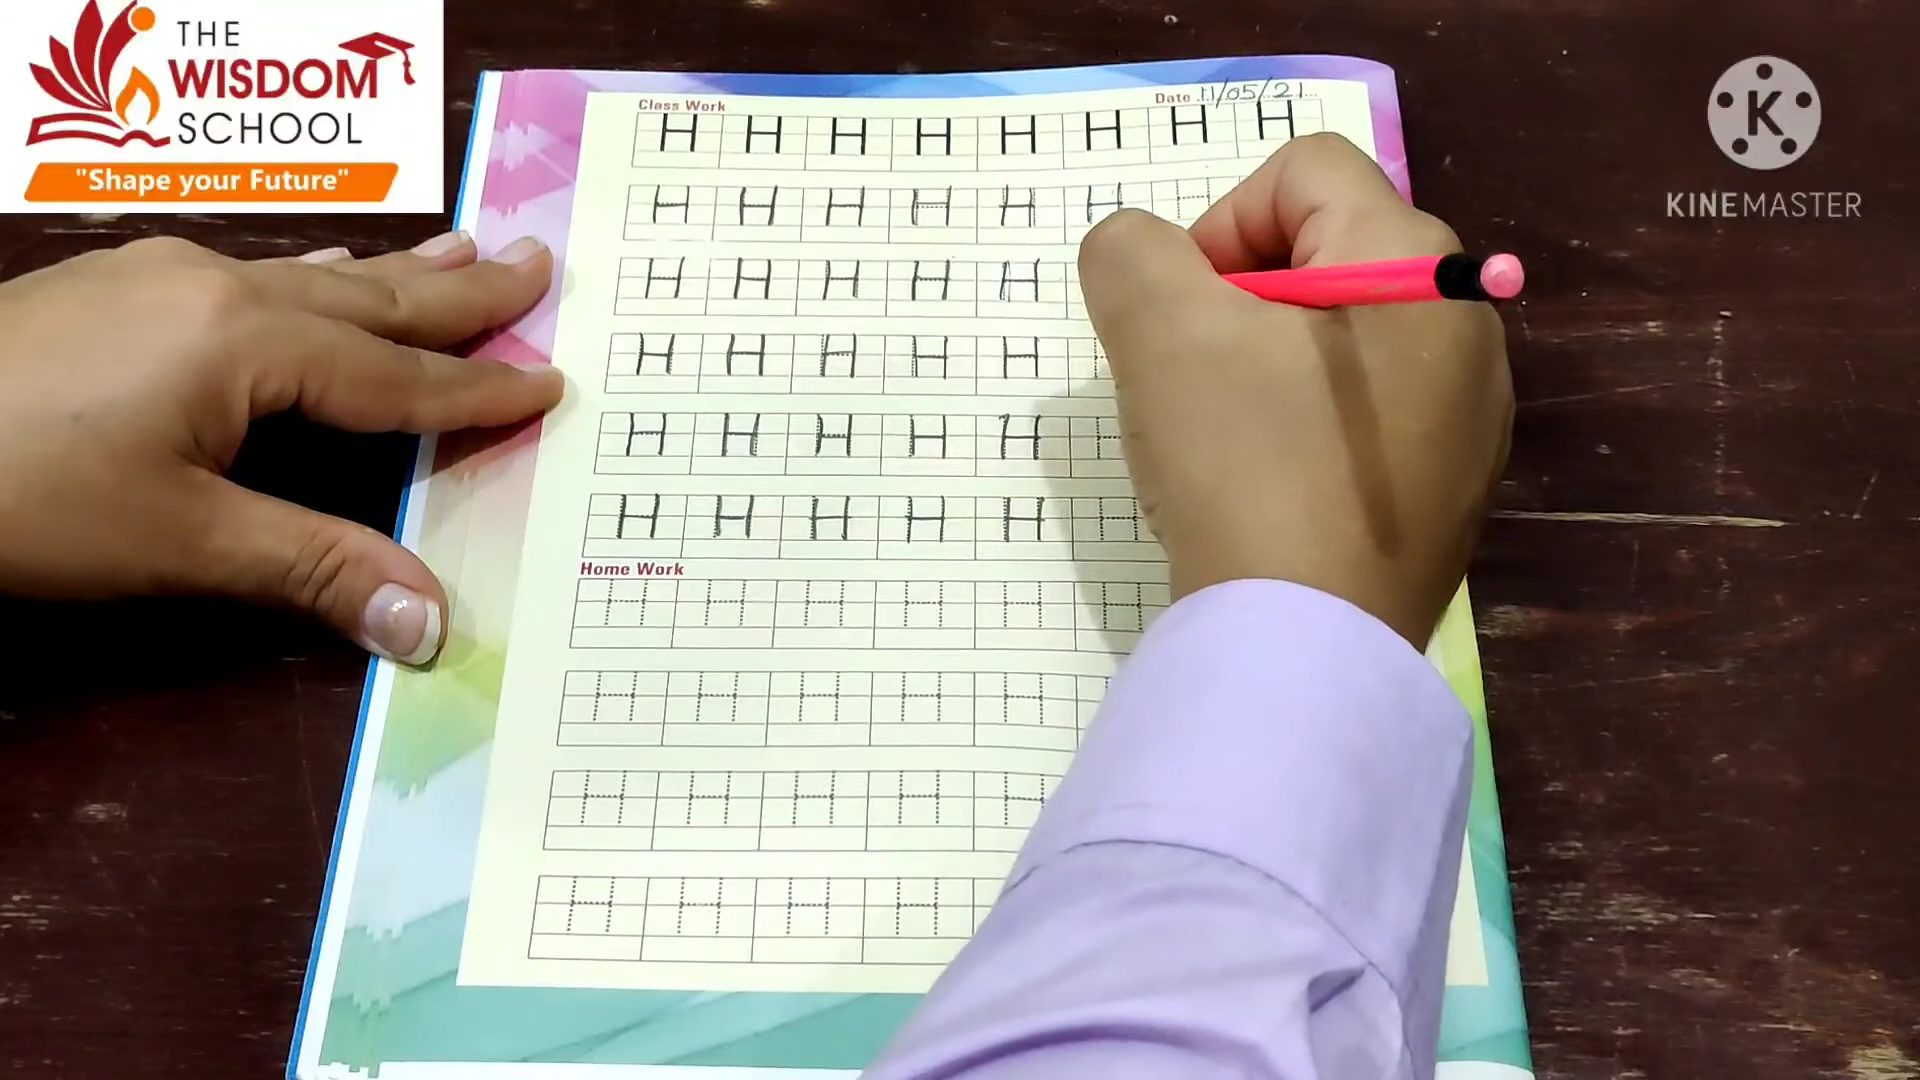 THE
WISDOM
SCHOOL
"Shape your Future"
K
KINEMASTER
Class Work Date 11/05/21
H H H H H H H H
H H H H H H H
H H H H H
H H H H H
H H H H H H
H H H H H H
Home Work
H H H H H H
H H H H H
H H H H H
H H H H